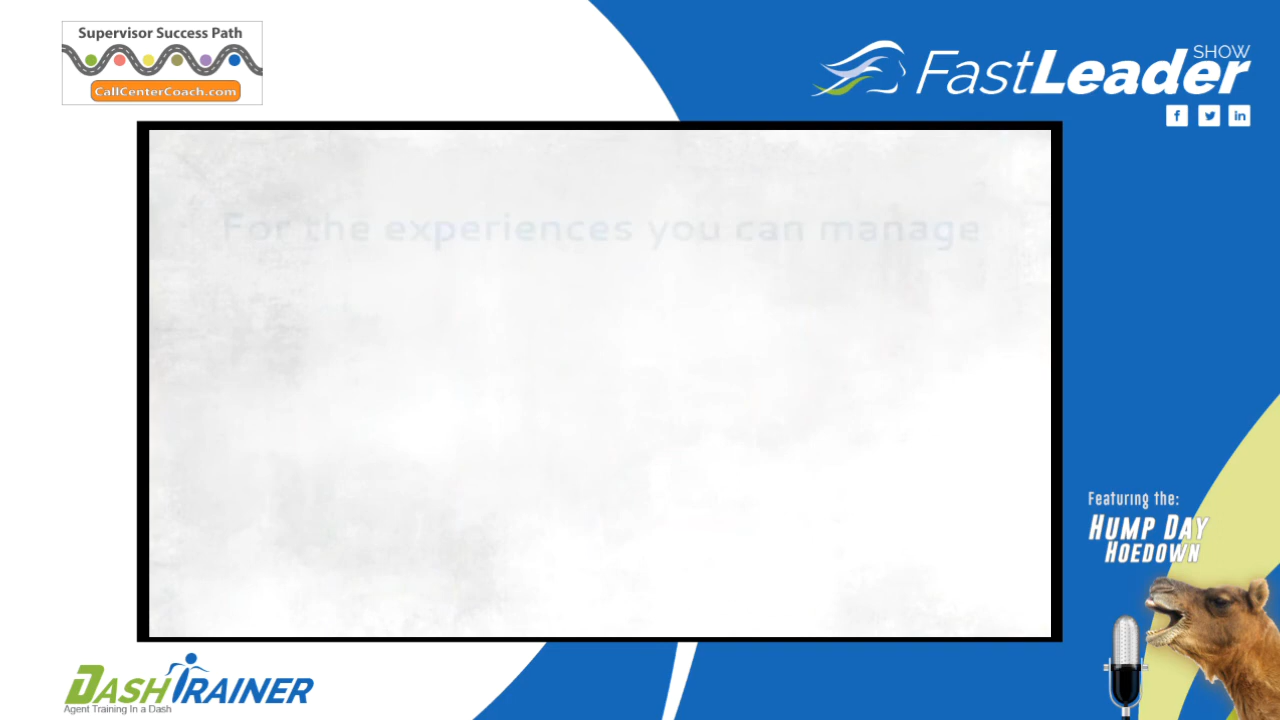 Supervisor Success Path
CallCenterCoach.com
FastLeader SHOW
f in
For the experiences you can manage
Featuring the:
HUMP DAY
HOEDOWN
DASHTRAINER
Agent Training In a Dash